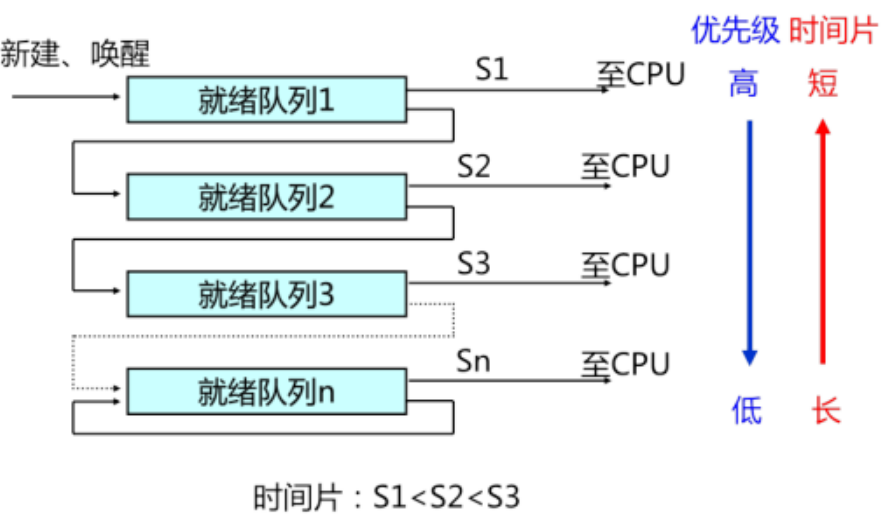 优先级 时间片
新建、唤醒
S1 至CPU
高 短
就绪队列1
S2 至CPU
就绪队列2
S3 至CPU
就绪队列3
Sn 至CPU
就绪队列n
低 长
时间片：S1<S2<S3